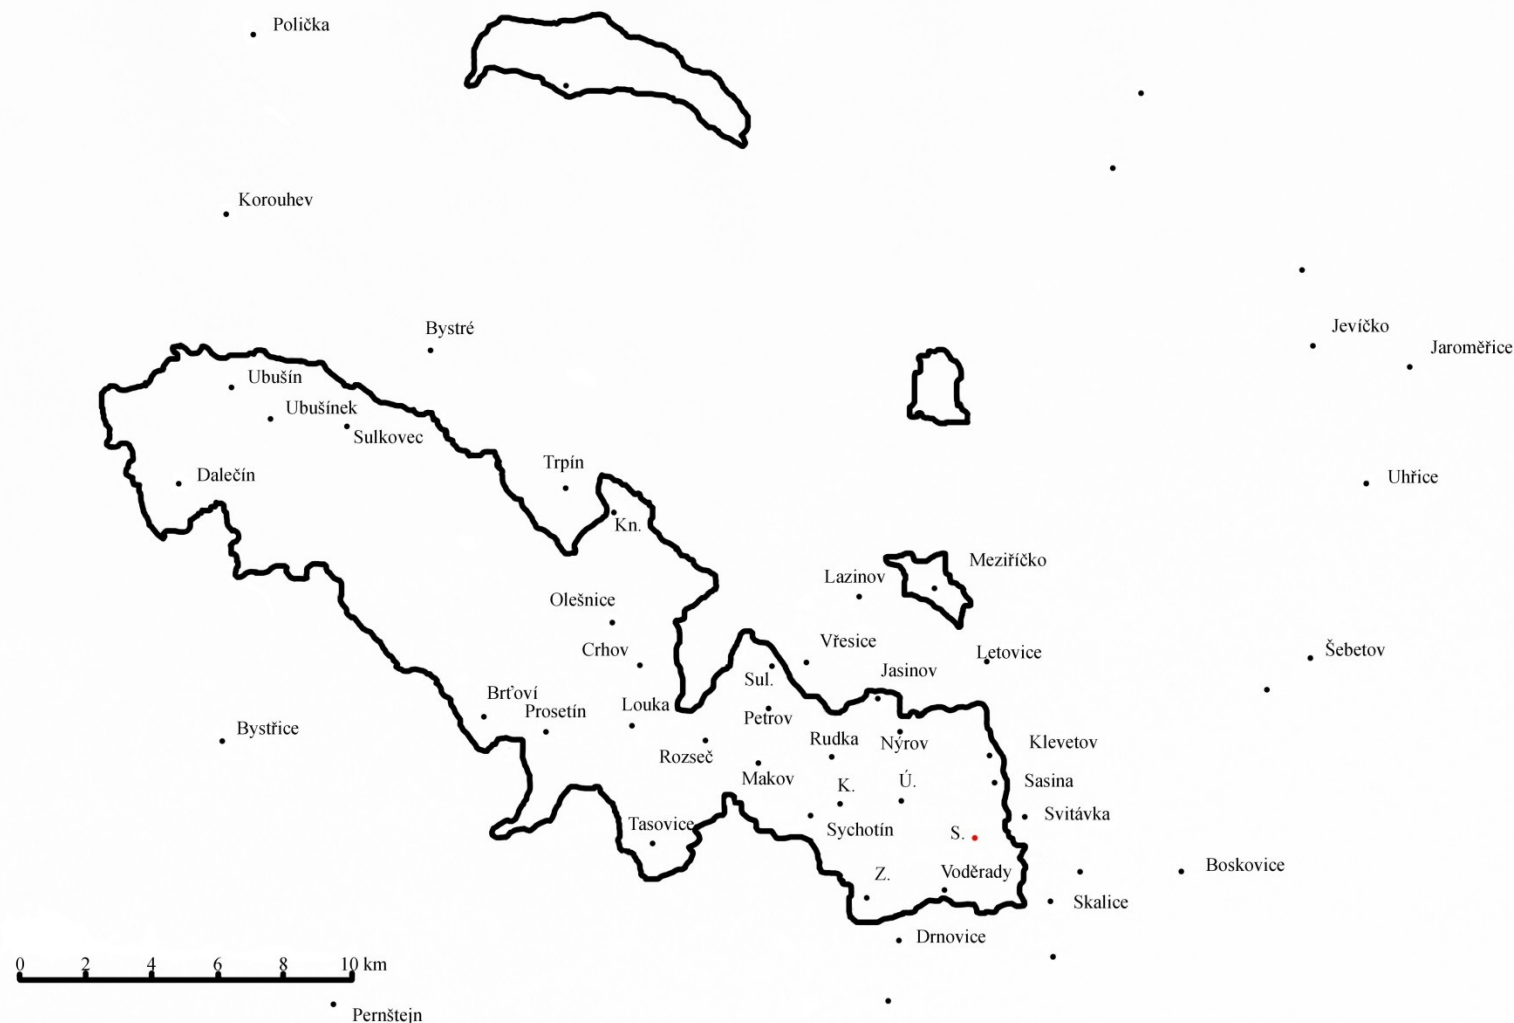 Polička
Korouhev
Jevíčko
Bystré
Jaroměřice
Ubušín
Ubušínek
Sulkovec
Trpín
Dalečín
Uhřice
Kn.
Meziříčko
Lazinov
Olešnice
Vřesice
Crhov
Letovice
Šebetov
Jasinov
Sul.
Brťoví
Louka
Prosetín
Petrov
Bystřice
Rudka
Nýrov
Klevetov
Rozseč
Makov
K.
Ú.
Sasina
Svitávka
Tasovice
Sychotín
S.
Boskovice
Z.
Voděrady
Skalice
Drnovice
0 2 4 6 8 10 km
Pernštejn